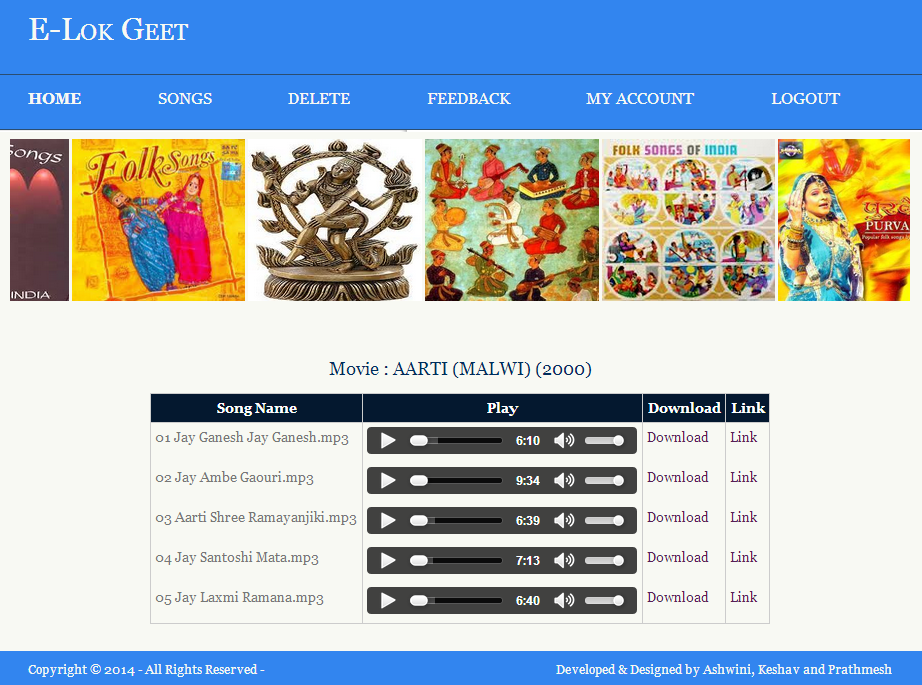 E-Lok Geet
HOME SONGS DELETE FEEDBACK MY ACCOUNT LOGOUT
Songs
INDIA
Folk Songs
FOLK SONGS OF INDIA
PURVA
Popular folk songs
Movie : AARTI (MALWI) (2000)
Song Name Play Download Link
01 Jay Ganesh Jay Ganesh.mp3 6:10 Download Link
02 Jay Ambe Gaouri.mp3 9:34 Download Link
03 Aarti Shree Ramayanjiki.mp3 6:39 Download Link
04 Jay Santoshi Mata.mp3 7:13 Download Link
05 Jay Laxmi Ramana.mp3 6:40 Download Link
Copyright © 2014 - All Rights Reserved -
Developed & Designed by Ashwini, Keshav and Prathmesh